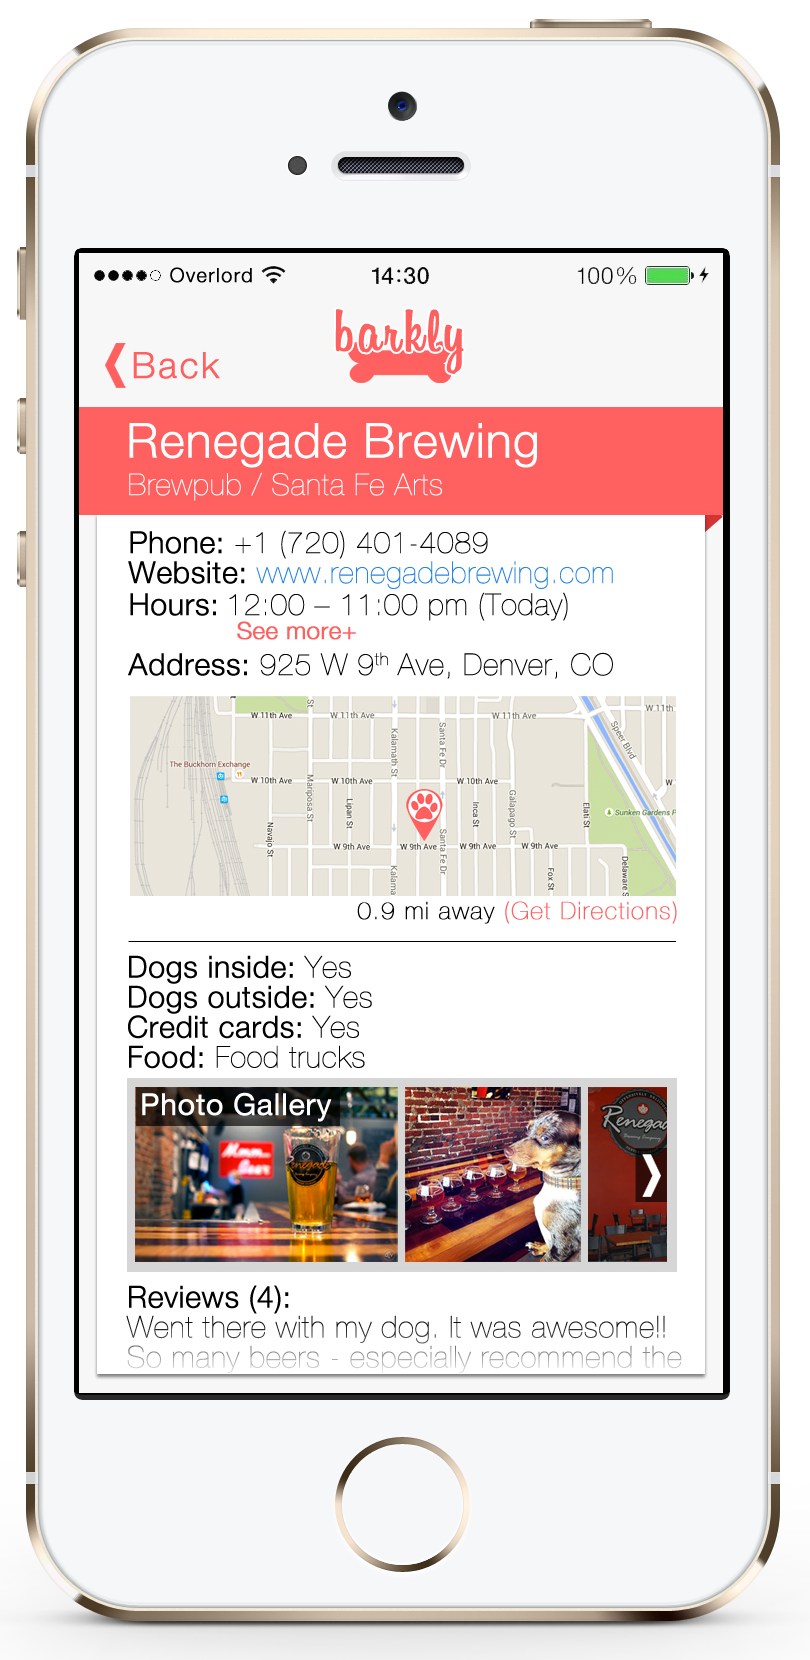 Overlord 14:30 100%
barkly
Back
Renegade Brewing
Brewpub / Santa Fe Arts
Phone: +1 (720) 401-4089
Website: www.renegadebrewing.com
Hours: 12:00 – 11:00 pm (Today)
See more+
Address: 925 W 9th Ave, Denver, CO
W 11th Ave W 11th Ave W 11th Ave W 11th
St
Kalamath St
Santa Fe Dr
Speer Blvd
The Buckhorn Exchange
W 10th Ave W 10th Ave W 10th Ave W
Mariposa St
Lipan St
Inca St
Galapago St
Elati St
Sunken Gardens P
Navajo St
Santa Fe Dr
W 9th Ave W 9th Ave W 9th Ave W 9th Ave
Kalama
Fox St
Delaware S
0.9 mi away (Get Directions)
Dogs inside: Yes
Dogs outside: Yes
Credit cards: Yes
Food: Food trucks
Photo Gallery
Mmm...
Beer
Renegade
Renegad
Reviews (4):
Went there with my dog. It was awesome!!
So many beers - especially recommend the